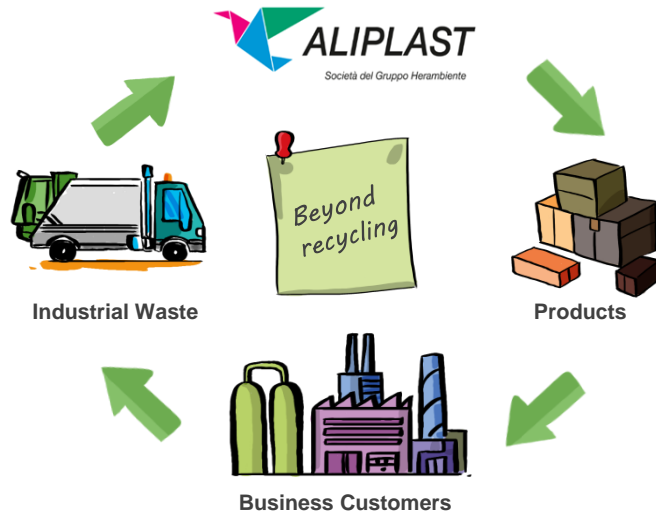 ALIPLAST
Società del Gruppo Herambiente
Beyond
recycling
Industrial Waste
Products
Business Customers